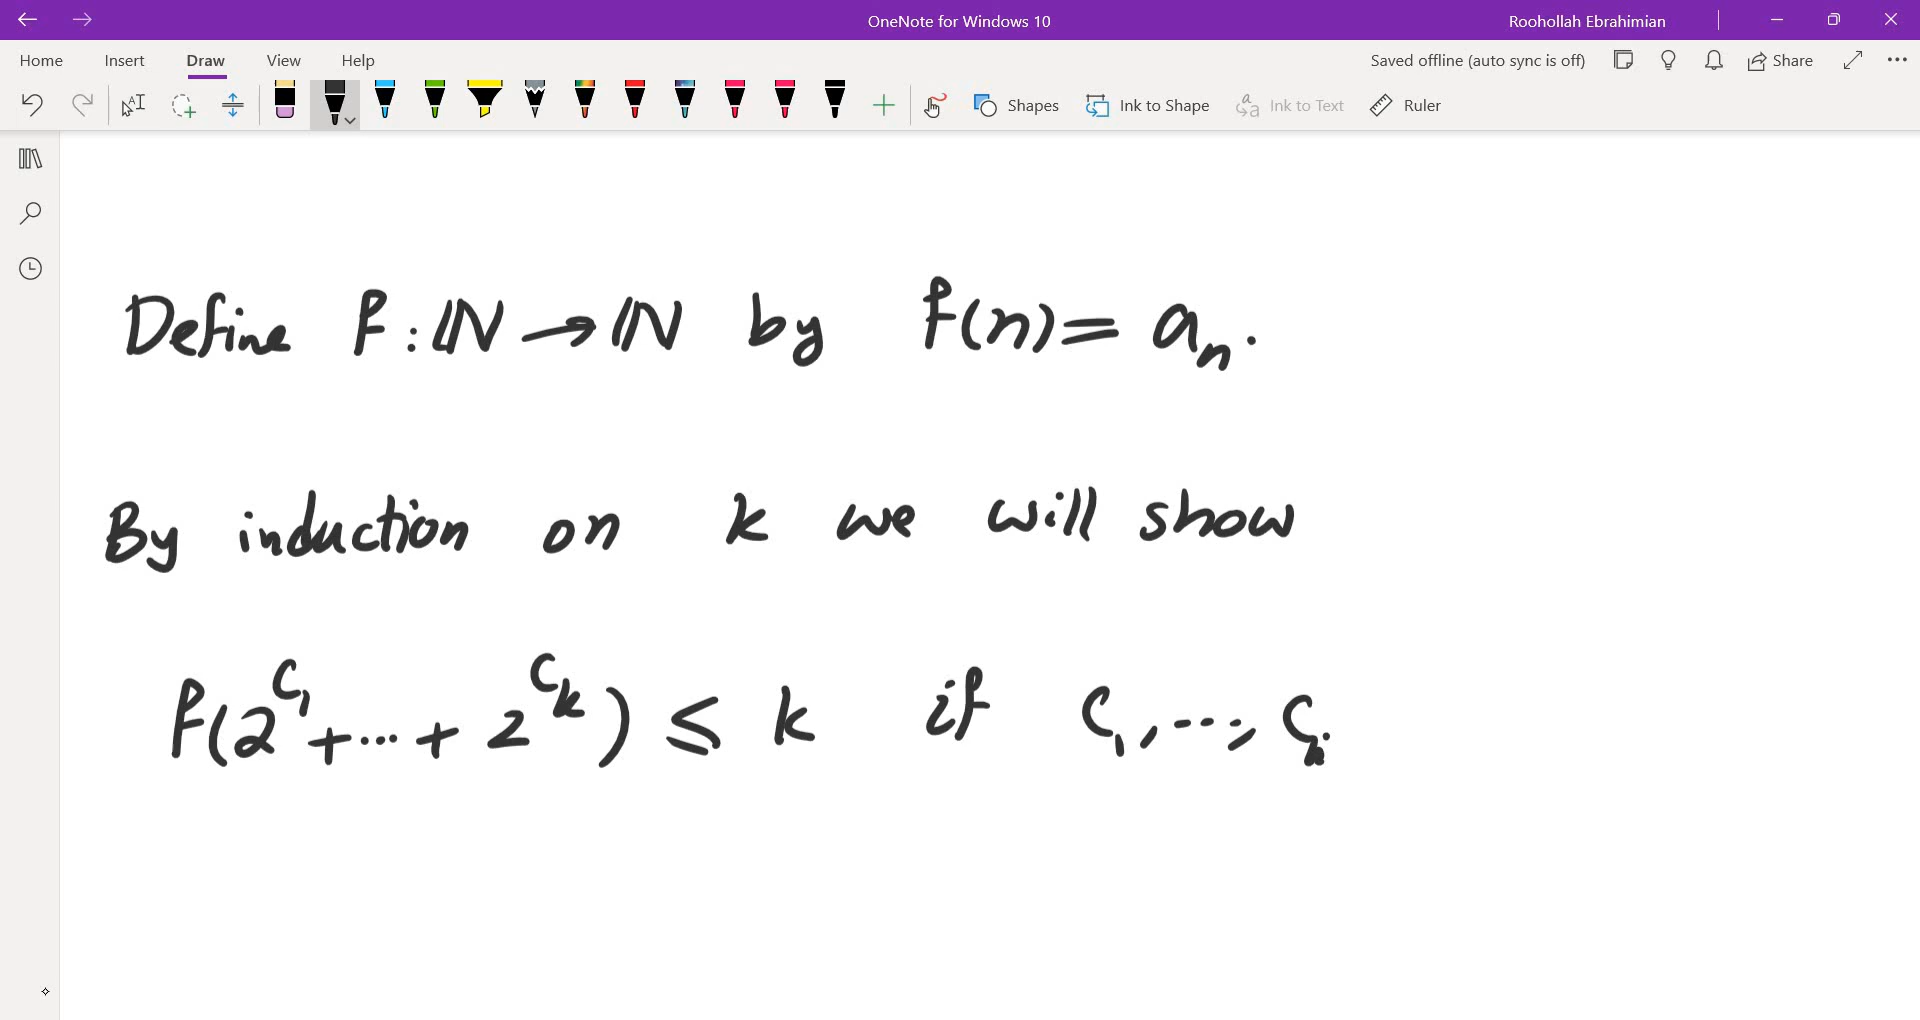 OneNote for Windows 10
Roohollah Ebrahimian
Home Insert Draw View Help
Saved offline (auto sync is off) Share
Shapes Ink to Shape Ink to Text Ruler
Define f : ℕ → ℕ by f(n) = aₙ.
By induction on k we will show
f(2^{c₁} + ... + 2^{c_k}) ≤ k if c₁, ..., c_k